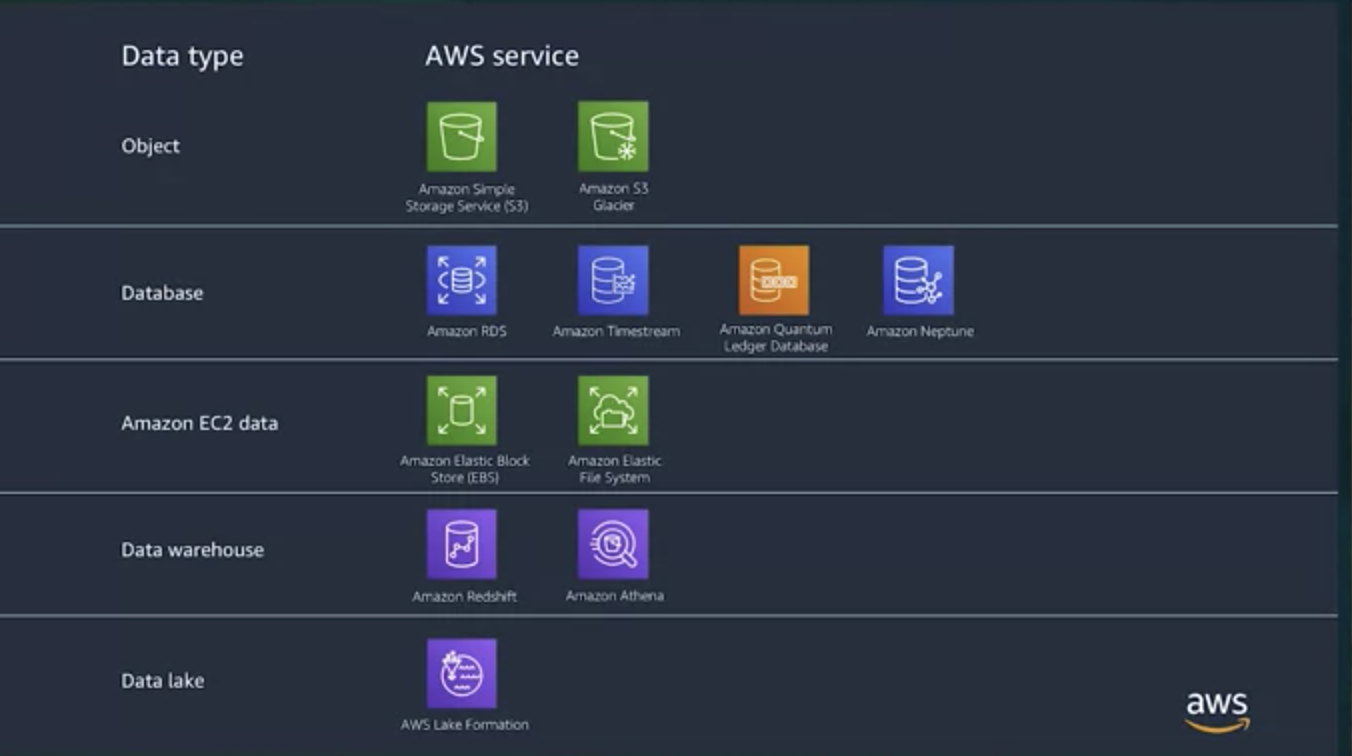 Data type
AWS service
Object
Amazon Simple
Storage Service (S3)
Amazon S3
Glacier
Database
Amazon RDS
Amazon Timestream
Amazon Quantum
Ledger Database
Amazon Neptune
Amazon EC2 data
Amazon Elastic Block
Store (EBS)
Amazon Elastic
File System
Data warehouse
Amazon Redshift
Amazon Athena
Data lake
AWS Lake Formation
aws